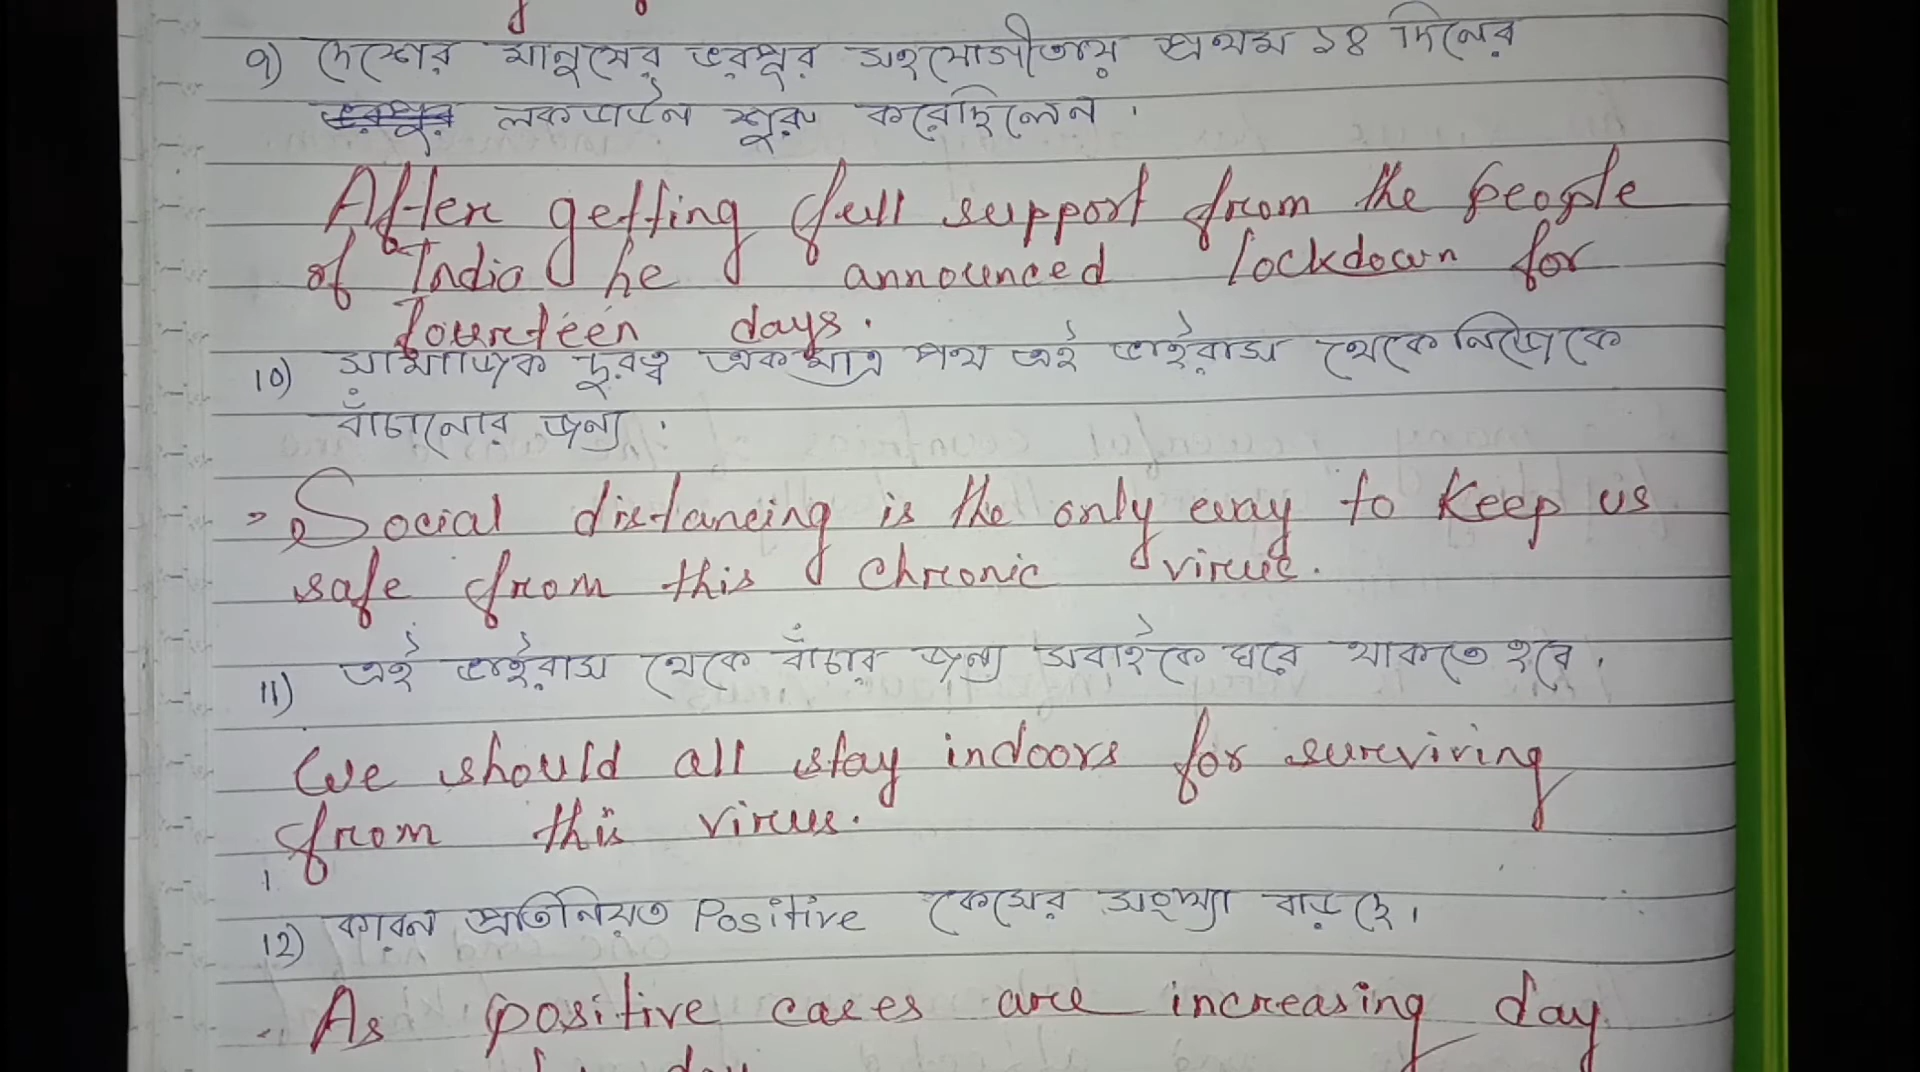 9) দেশের মানুষের ভরপুর সহযোগীতায় প্রথম ১৪ দিনের
ভরপুর লকডাউন শুরু করেছিলেন.
After getting full support from the people
of India he announced lockdown for
fourteen days.
10) সামাজিক দুরত্ব একমাত্র পথ এই ভাইরাস থেকে নিজেকে
বাঁচানোর জন্য.
Social distancing is the only way to keep us
safe from this chronic virus.
11) এই ভাইরাস থেকে বাঁচার জন্য সবাইকে ঘরে থাকতে হবে.
We should all stay indoors for surviving
from this virus.
12) কারন প্রতিনিয়ত Positive কেসের সংখ্যা বাড়ছে।
As positive cases are increasing day
day